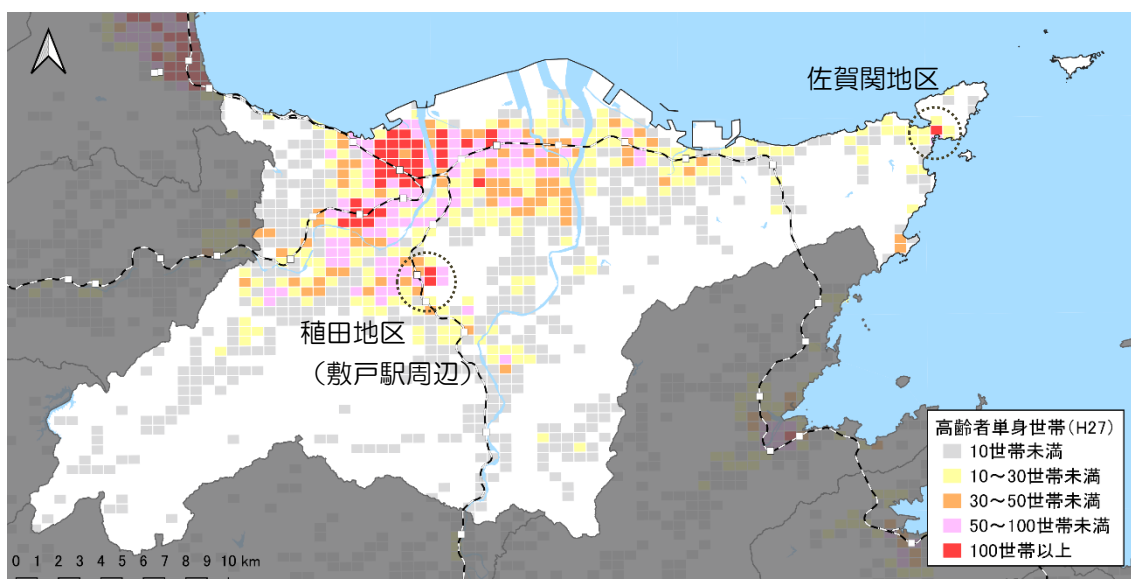 佐賀関地区
稙田地区
（敷戸駅周辺）
高齢者単身世帯(H27)
10世帯未満
10～30世帯未満
30～50世帯未満
50～100世帯未満
100世帯以上
0 1 2 3 4 5 6 7 8 9 10 km